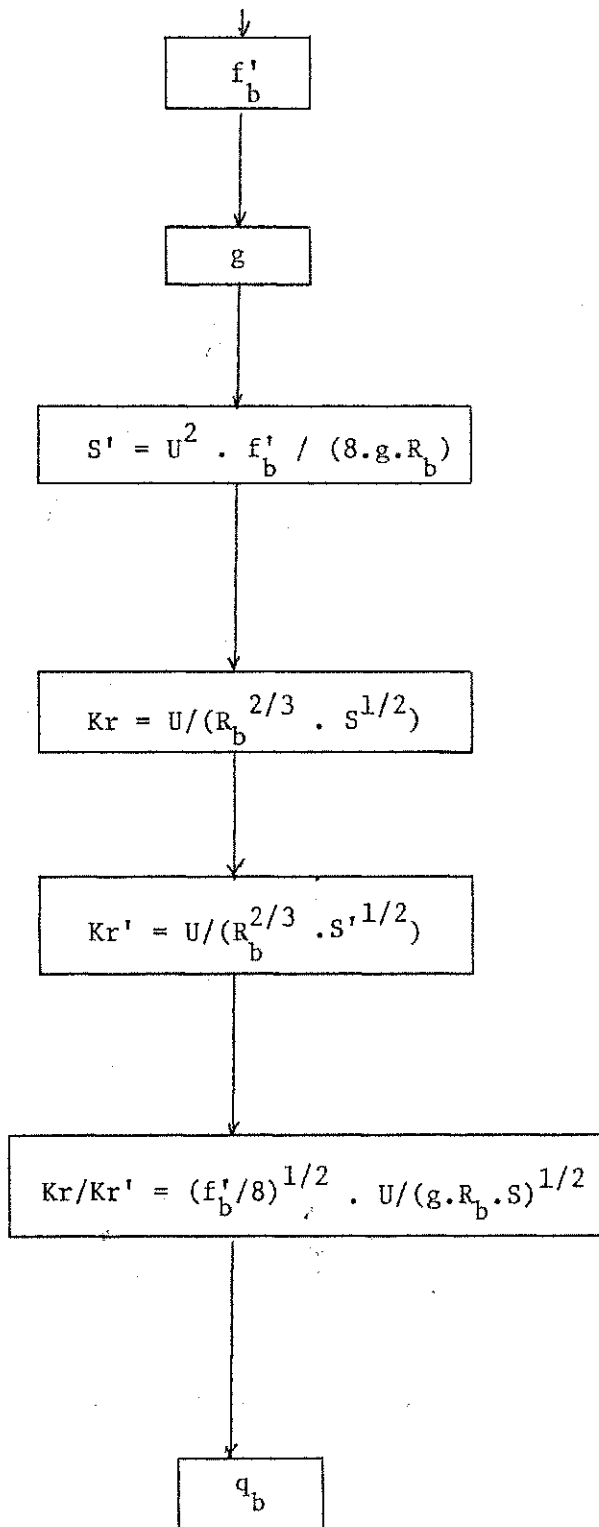 f'_b
g
S' = U^2 . f'_b / (8.g.R_b)
Kr = U/(R_b^2/3 . S^1/2)
Kr' = U/(R_b^2/3 .S'^1/2)
Kr/Kr' = (f'_b/8)^1/2 . U/(g.R_b.S)^1/2
q_b